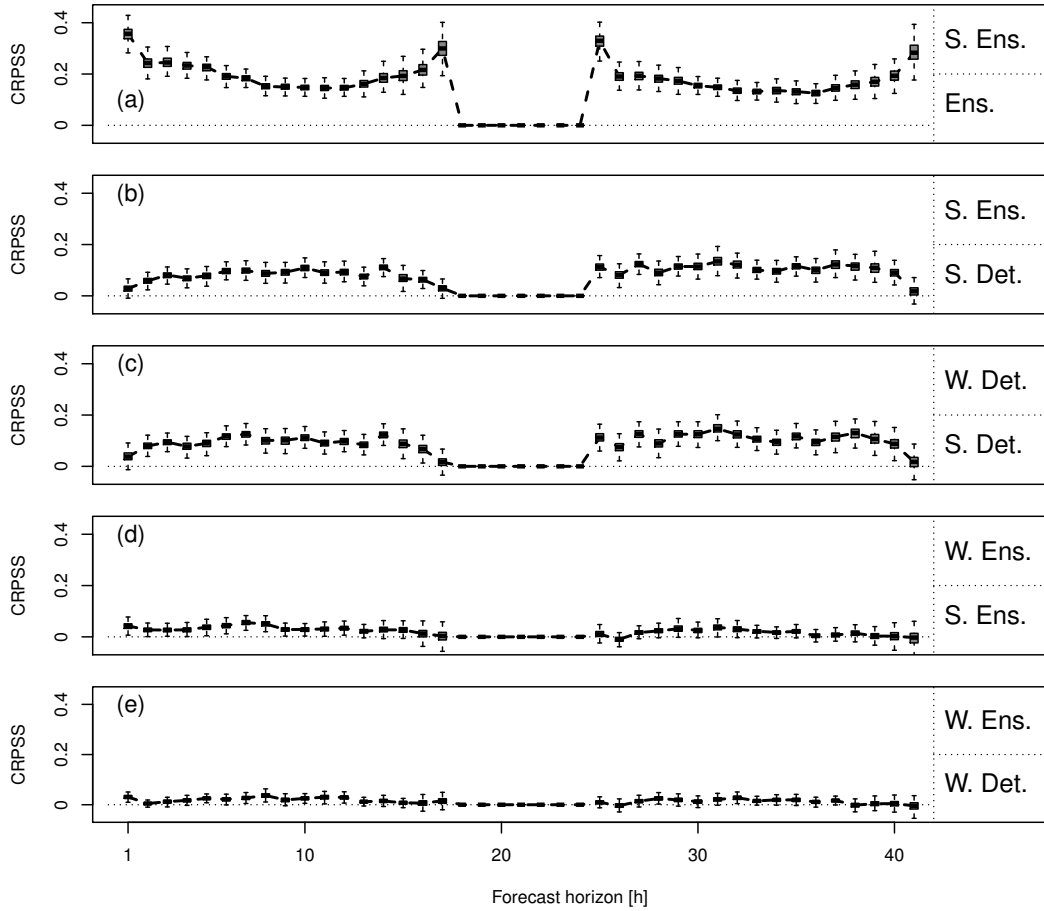 0.4
0.2
0
CRPSS
(a)
S. Ens.
Ens.
0.4
0.2
0
CRPSS
(b)
S. Ens.
S. Det.
0.4
0.2
0
CRPSS
(c)
W. Det.
S. Det.
0.4
0.2
0
CRPSS
(d)
W. Ens.
S. Ens.
0.4
0.2
0
CRPSS
(e)
W. Ens.
W. Det.
1 10 20 30 40
Forecast horizon [h]